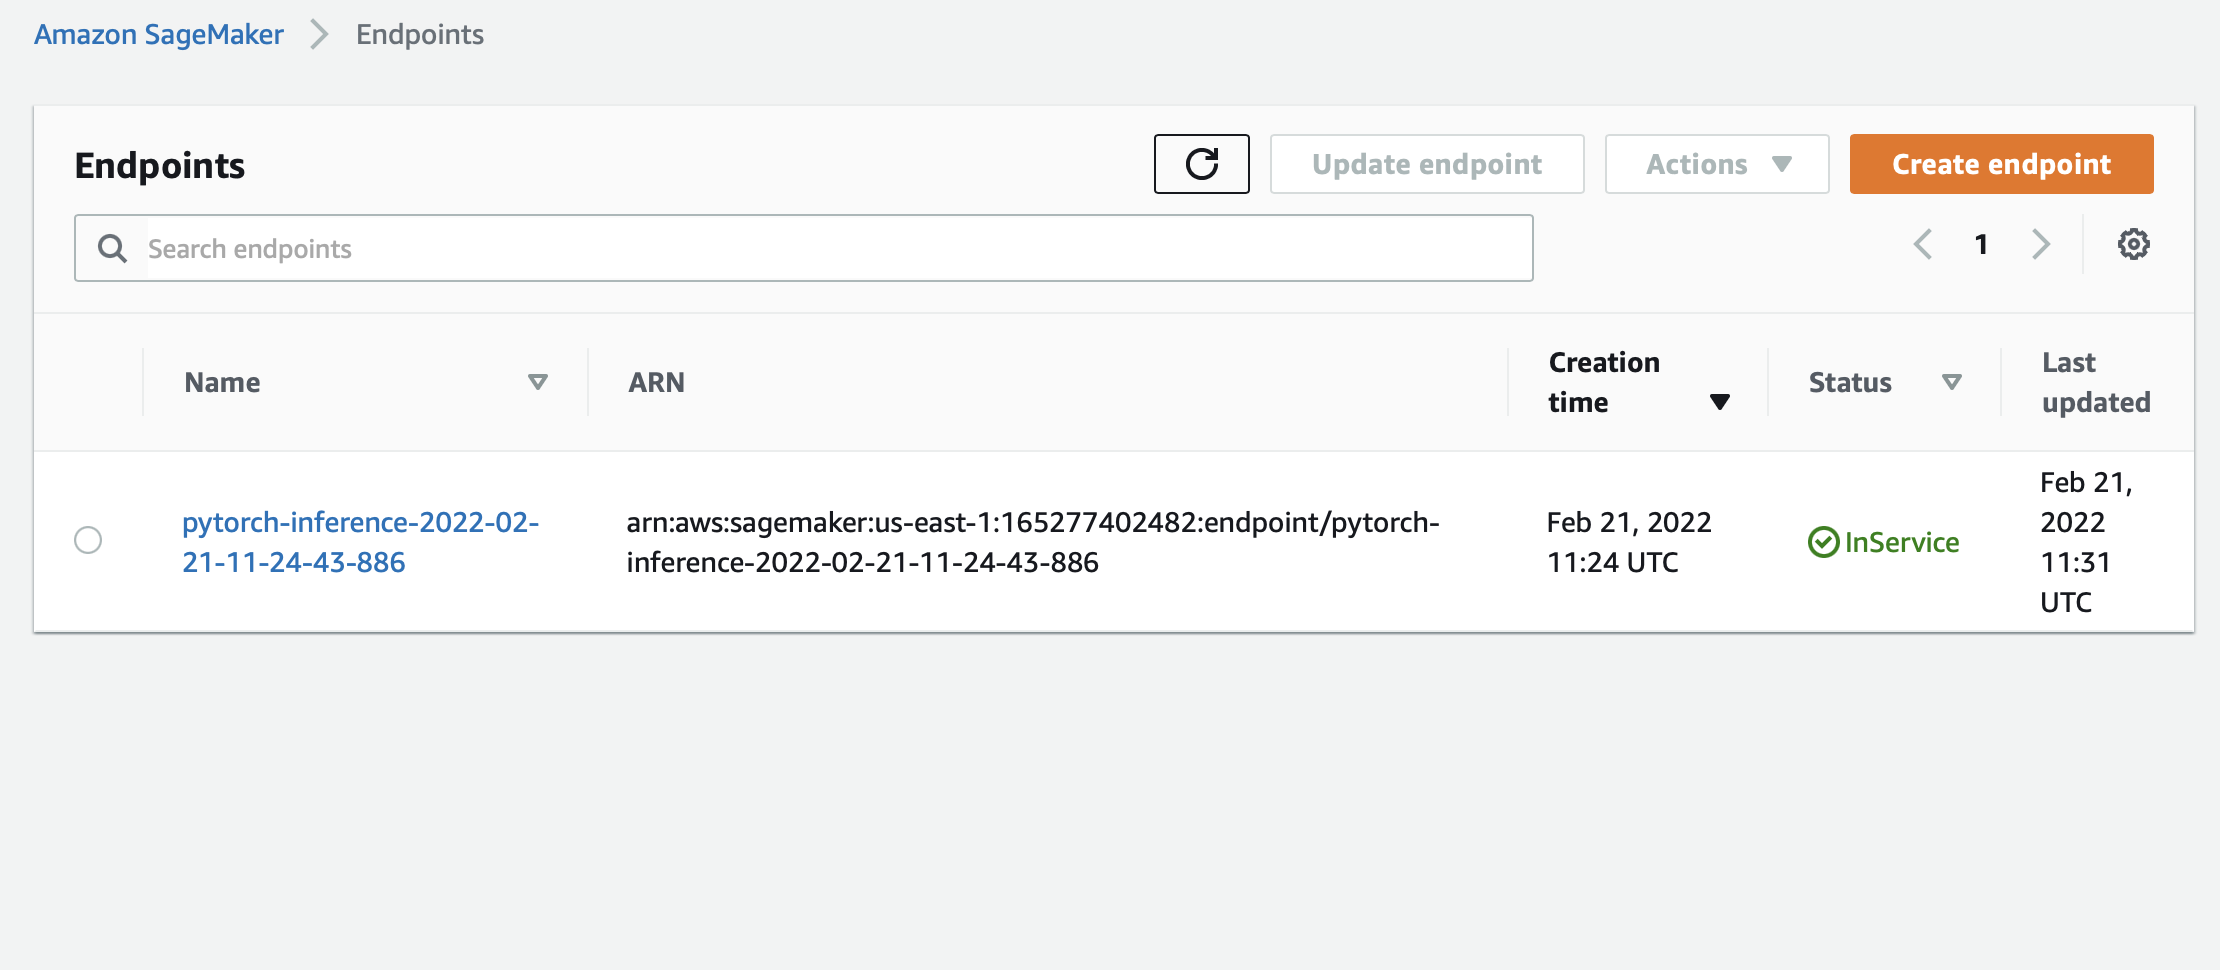 Amazon SageMaker > Endpoints
Endpoints
Update endpoint
Actions
Create endpoint
Search endpoints
1
Name
ARN
Creation
time
Status
Last
updated
pytorch-inference-2022-02-
21-11-24-43-886
arn:aws:sagemaker:us-east-1:165277402482:endpoint/pytorch-
inference-2022-02-21-11-24-43-886
Feb 21, 2022
11:24 UTC
InService
Feb 21,
2022
11:31
UTC